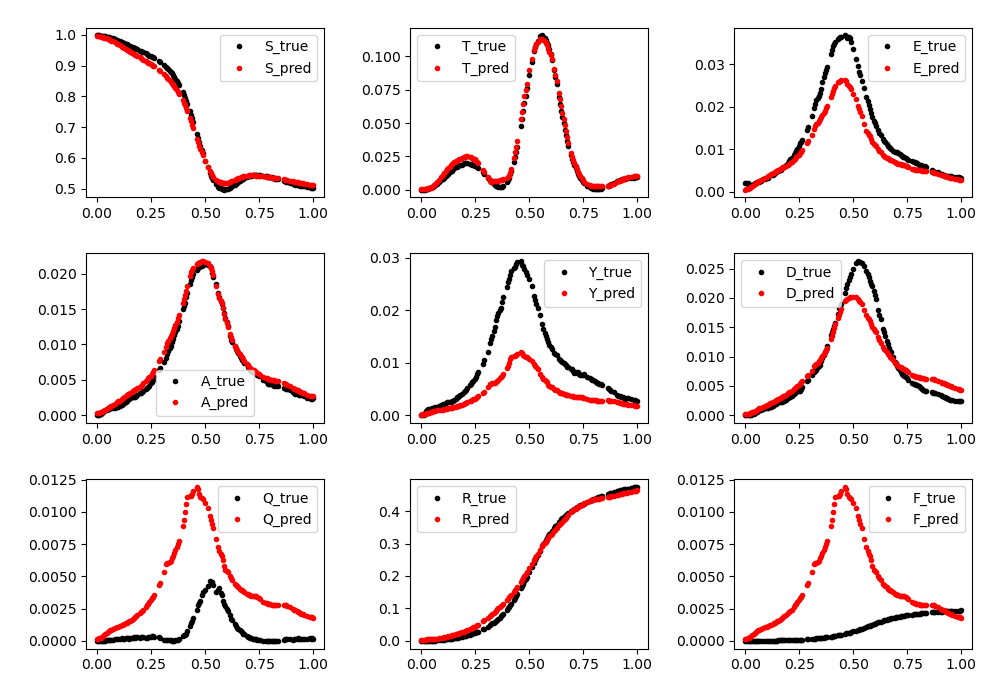 1.0
0.9
0.8
0.7
0.6
0.5
S_true
S_pred
0.00 0.25 0.50 0.75 1.00
0.100
0.075
0.050
0.025
0.000
T_true
T_pred
0.00 0.25 0.50 0.75 1.00
0.03
0.02
0.01
0.00
E_true
E_pred
0.00 0.25 0.50 0.75 1.00
0.020
0.015
0.010
0.005
0.000
A_true
A_pred
0.00 0.25 0.50 0.75 1.00
0.03
0.02
0.01
0.00
Y_true
Y_pred
0.00 0.25 0.50 0.75 1.00
0.025
0.020
0.015
0.010
0.005
0.000
D_true
D_pred
0.00 0.25 0.50 0.75 1.00
0.0125
0.0100
0.0075
0.0050
0.0025
0.0000
Q_true
Q_pred
0.00 0.25 0.50 0.75 1.00
0.4
0.3
0.2
0.1
0.0
R_true
R_pred
0.00 0.25 0.50 0.75 1.00
0.0125
0.0100
0.0075
0.0050
0.0025
0.0000
F_true
F_pred
0.00 0.25 0.50 0.75 1.00